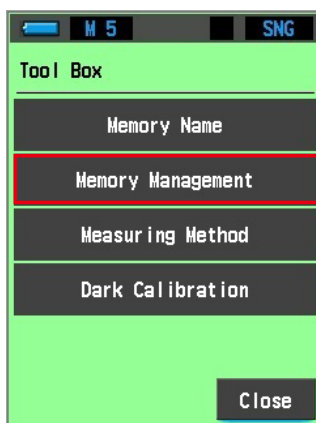 M 5 SNG
Tool Box
Memory Name
Memory Management
Measuring Method
Dark Calibration
Close